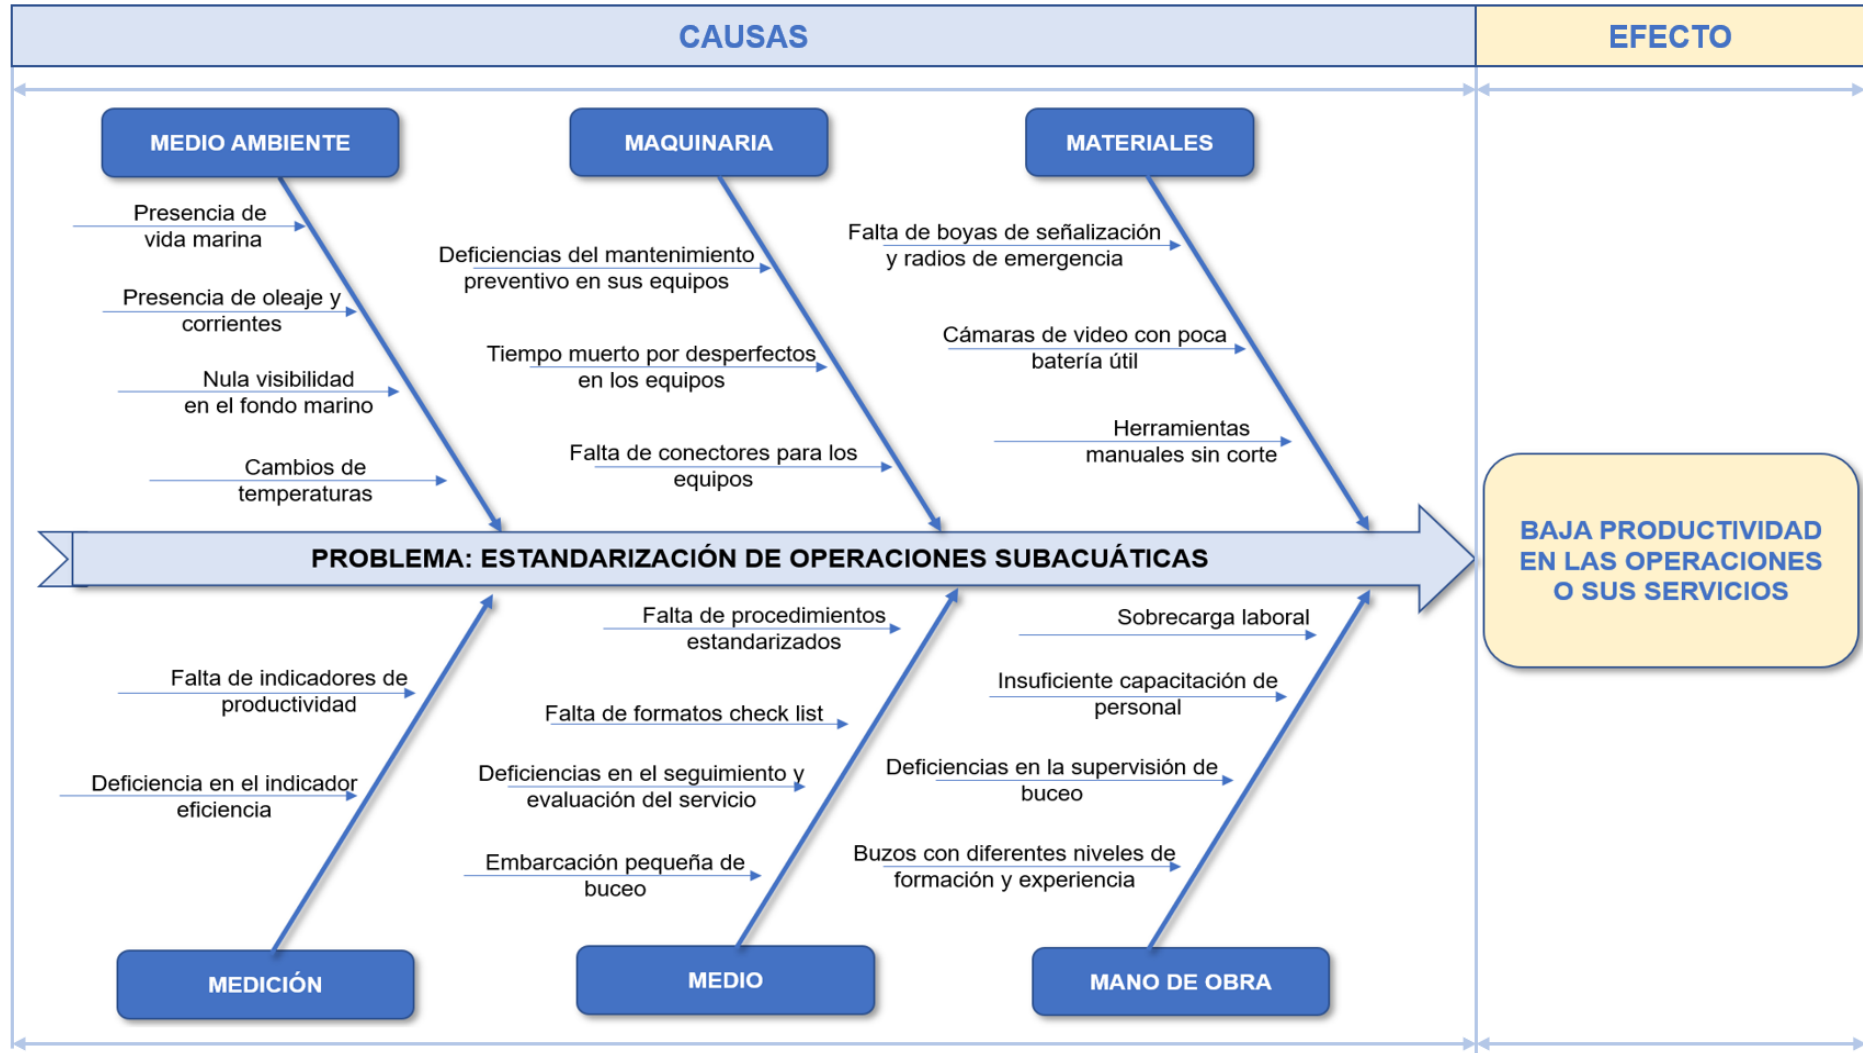 CAUSAS
EFECTO
MEDIO AMBIENTE
MAQUINARIA
MATERIALES
Presencia de
vida marina
Presencia de oleaje y
corrientes
Nula visibilidad
en el fondo marino
Cambios de
temperaturas
Deficiencias del mantenimiento
preventivo en sus equipos
Tiempo muerto por desperfectos
en los equipos
Falta de conectores para los
equipos
Falta de boyas de señalización
y radios de emergencia
Cámaras de video con poca
batería útil
Herramientas
manuales sin corte
PROBLEMA: ESTANDARIZACIÓN DE OPERACIONES SUBACUÁTICAS
BAJA PRODUCTIVIDAD
EN LAS OPERACIONES
O SUS SERVICIOS
Falta de indicadores de
productividad
Deficiencia en el indicador
eficiencia
Falta de procedimientos
estandarizados
Falta de formatos check list
Deficiencias en el seguimiento y
evaluación del servicio
Embarcación pequeña de
buceo
Sobrecarga laboral
Insuficiente capacitación de
personal
Deficiencias en la supervisión de
buceo
Buzos con diferentes niveles de
formación y experiencia
MEDICIÓN
MEDIO
MANO DE OBRA